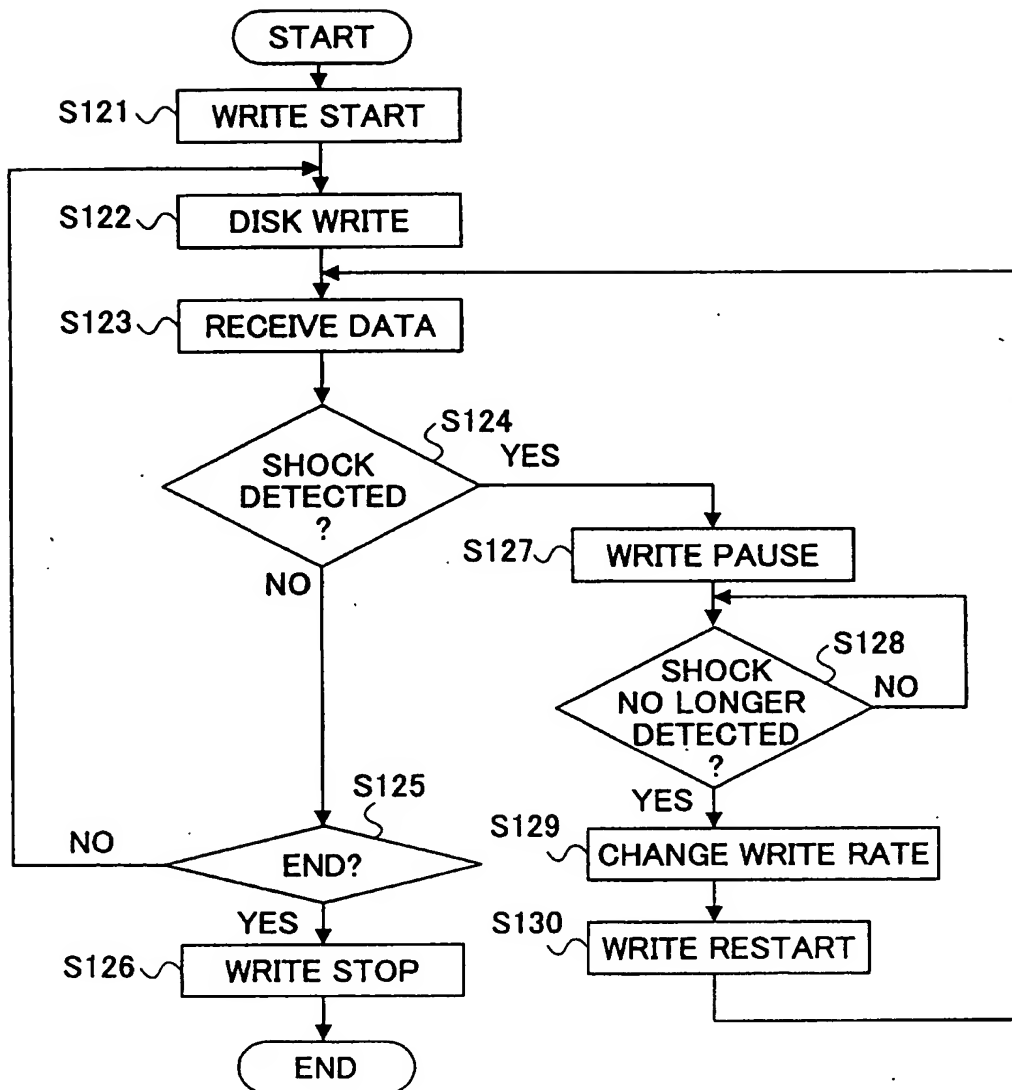 START
S121
WRITE START
S122
DISK WRITE
S123
RECEIVE DATA
S124
SHOCK
DETECTED
?
YES
NO
S127
WRITE PAUSE
S128
SHOCK
NO LONGER
DETECTED
?
NO
YES
S125
END?
NO
YES
S129
CHANGE WRITE RATE
S130
WRITE RESTART
S126
WRITE STOP
END